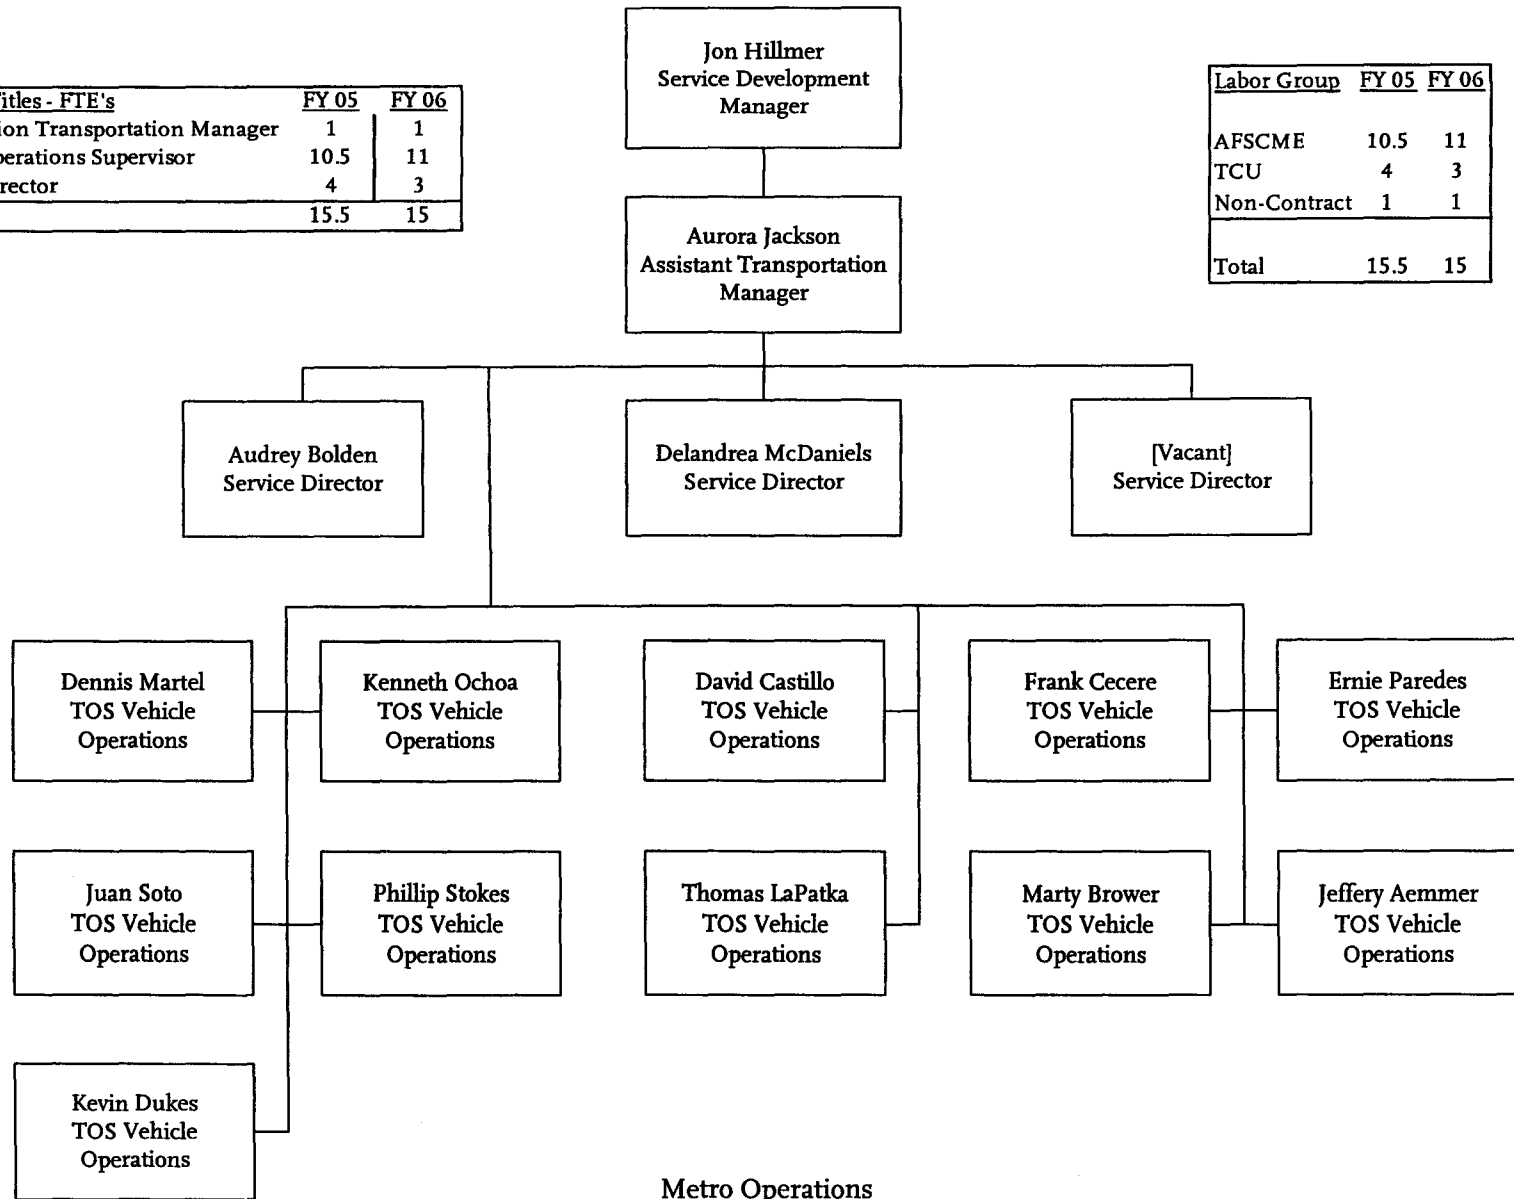 Jon Hillmer
Service Development
Manager
Titles - FTE's FY 05 FY 06
ion Transportation Manager 1 1
perations Supervisor 10.5 11
rector 4 3
15.5 15
Labor Group FY 05 FY 06
AFSCME 10.5 11
TCU 4 3
Non-Contract 1 1
Total 15.5 15
Aurora Jackson
Assistant Transportation
Manager
Audrey Bolden
Service Director
Delandrea McDaniels
Service Director
[Vacant]
Service Director
Dennis Martel
TOS Vehicle
Operations
Kenneth Ochoa
TOS Vehicle
Operations
David Castillo
TOS Vehicle
Operations
Frank Cecere
TOS Vehicle
Operations
Ernie Paredes
TOS Vehicle
Operations
Juan Soto
TOS Vehicle
Operations
Phillip Stokes
TOS Vehicle
Operations
Thomas LaPatka
TOS Vehicle
Operations
Marty Brower
TOS Vehicle
Operations
Jeffery Aemmer
TOS Vehicle
Operations
Kevin Dukes
TOS Vehicle
Operations
Metro Operations